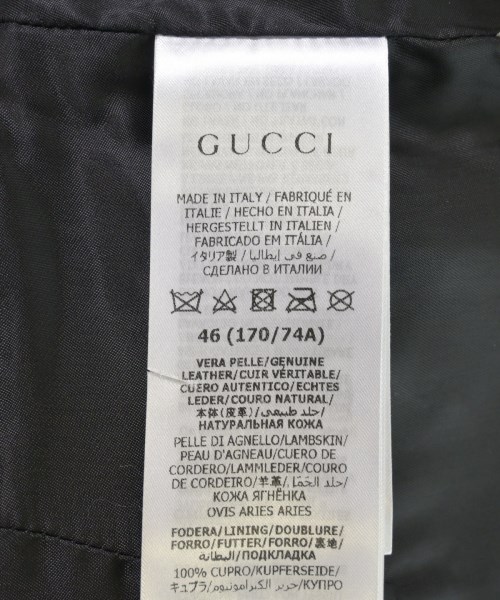 GUCCI
MADE IN ITALY / FABRIQUÉ EN
ITALIE / HECHO EN ITALIA /
HERGESTELLT IN ITALIEN /
FABRICADO EM ITÁLIA /
イタリア製 / صنع في إيطاليا /
СДЕЛАНО В ИТАЛИИ
46 (170/74A)
VERA PELLE/GENUINE
LEATHER/CUIR VÉRITABLE/
CUERO AUTENTICO/ECHTES
LEDER/COURO NATURAL/
本体(皮革)/جلد طبيعي/
НАТУРАЛЬНАЯ КОЖА
PELLE DI AGNELLO/LAMBSKIN/
PEAU D'AGNEAU/CUERO DE
CORDERO/LAMMLEDER/COURO
DE CORDEIRO/羊革/جلد الحمَل/
КОЖА ЯГНЁНКА
OVIS ARIES ARIES
FODERA/LINING/DOUBLURE/
FORRO/FUTTER/FORRO/裏地/
البطانة/ПОДКЛАДКА
100% CUPRO/KUPFERSEIDE/
キュプラ/حرير الكبرامونيوم/КУПРО